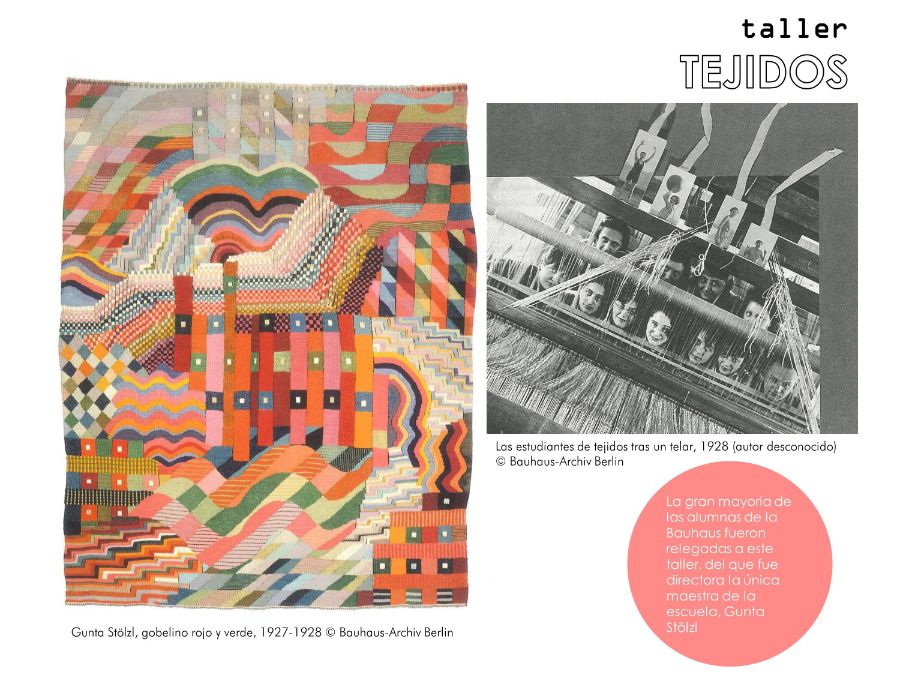 taller
TEJIDOS
Las estudiantes de tejidos tras un telar, 1928 (autor desconocido)
© Bauhaus-Archiv Berlin
La gran mayoría de
las alumnas de la
Bauhaus fueron
relegadas a este
taller, del que fue
directora la única
maestra de la
escuela, Gunta
Stölzl
Gunta Stölzl, gobelino rojo y verde, 1927-1928 © Bauhaus-Archiv Berlin